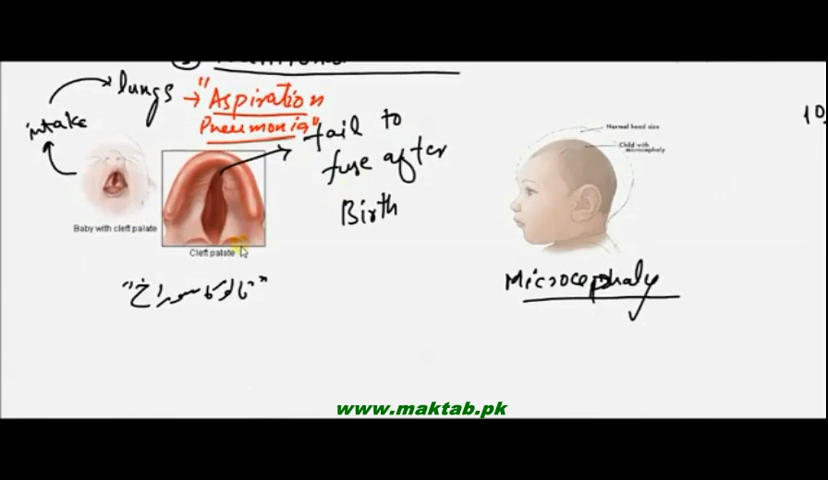 lungs → "Aspiration
Pneumonia"
intake
fail to
fuse after
Birth
Baby with cleft palate
Cleft palate
"تالو کا سوراخ"
Normal head size
Child with
microcephaly
Microcephaly
10
www.maktab.pk